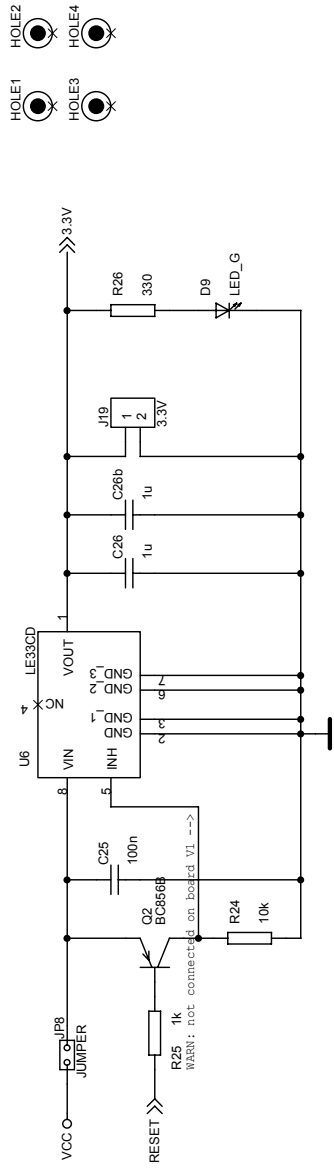 HOLE1
HOLE2
HOLE3
HOLE4
VCC
JP8
JUMPER
RESET
R25
1k
WARN: not connected on board V1 -->
Q2
BC856B
C25
100n
R24
10k
U6
LE33CD
8
VIN
5
INH
4
NC
VOUT
1
GND
GND_1
GND_2
GND_3
2
3
6
7
C26
1u
C26b
1u
J19
1
2
3.3V
R26
330
D9
LED_G
3.3V